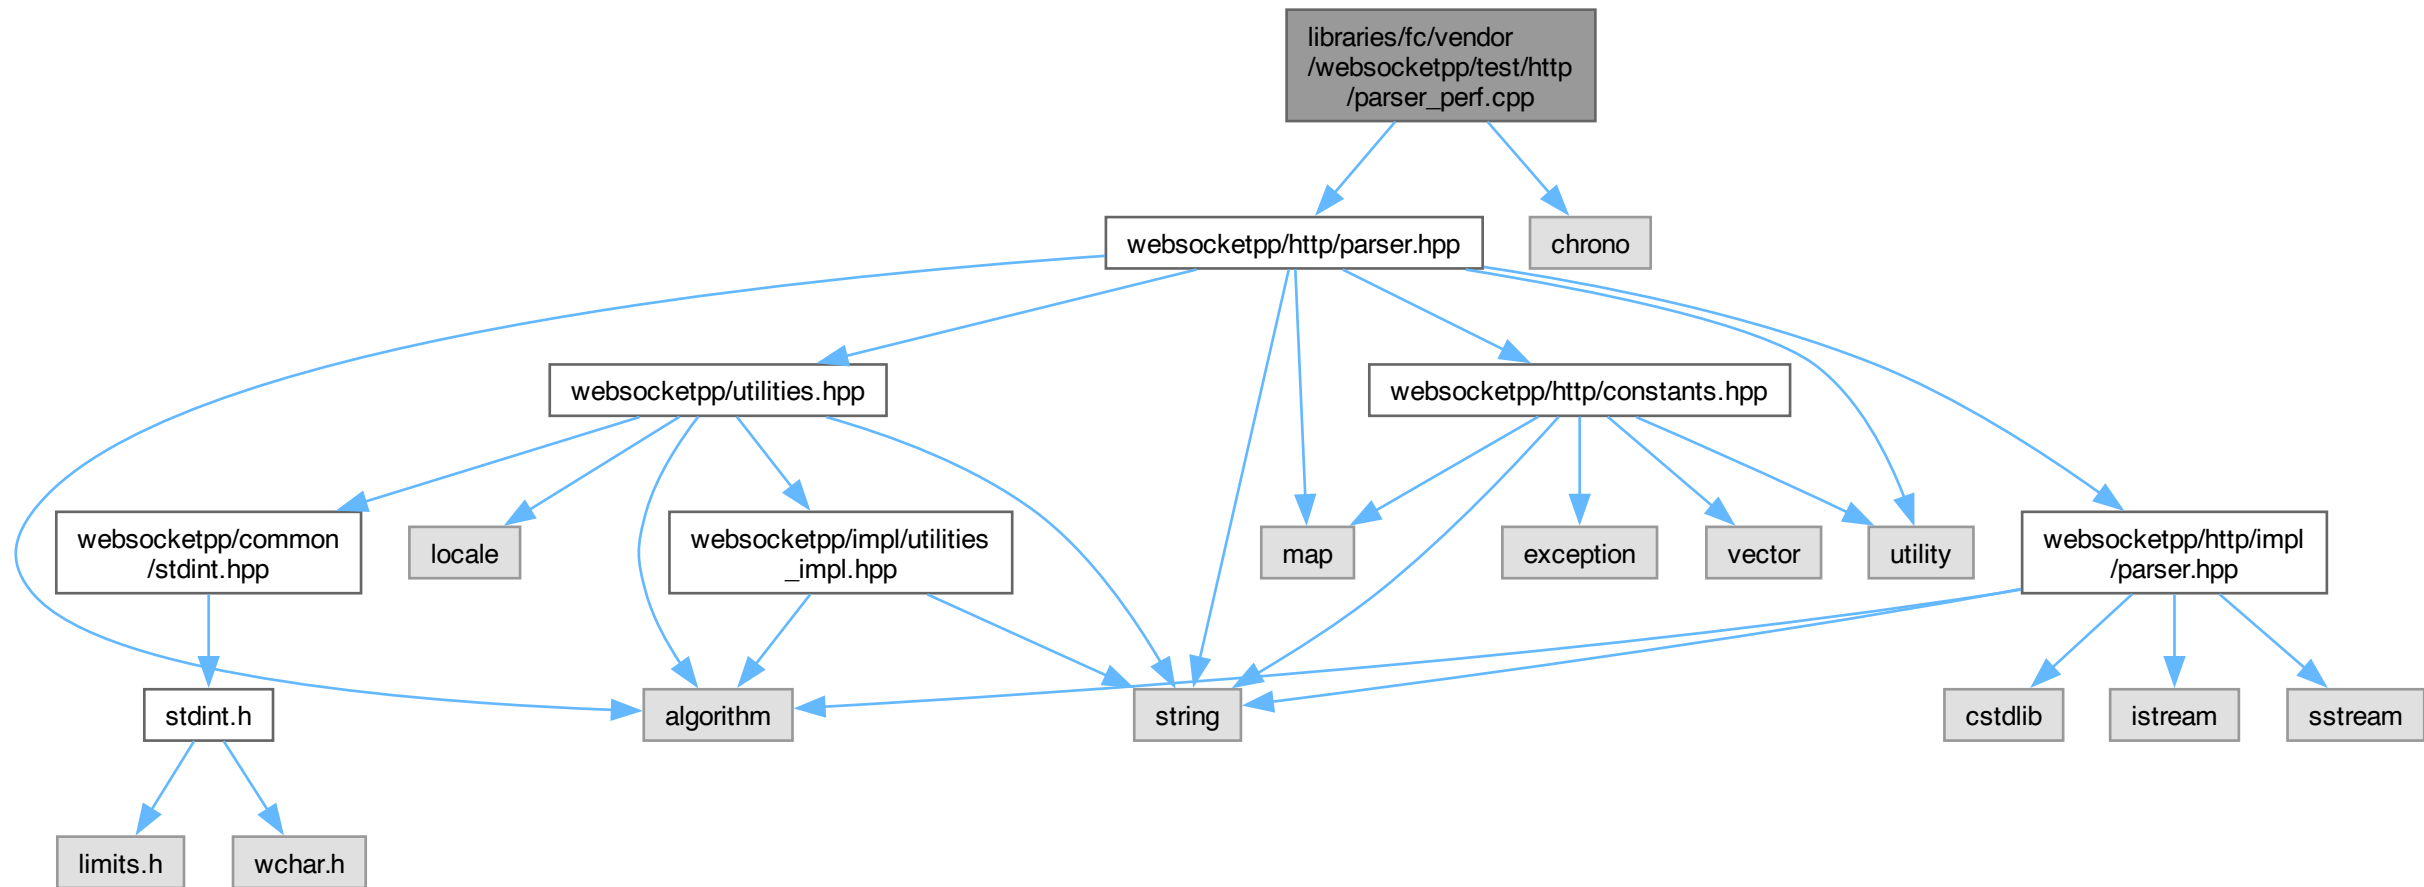 libraries/fc/vendor
/websocketpp/test/http
/parser_perf.cpp
websocketpp/http/parser.hpp
chrono
websocketpp/utilities.hpp
websocketpp/http/constants.hpp
websocketpp/common
/stdint.hpp
locale
websocketpp/impl/utilities
_impl.hpp
map
exception
vector
utility
websocketpp/http/impl
/parser.hpp
stdint.h
algorithm
string
cstdlib
istream
sstream
limits.h
wchar.h